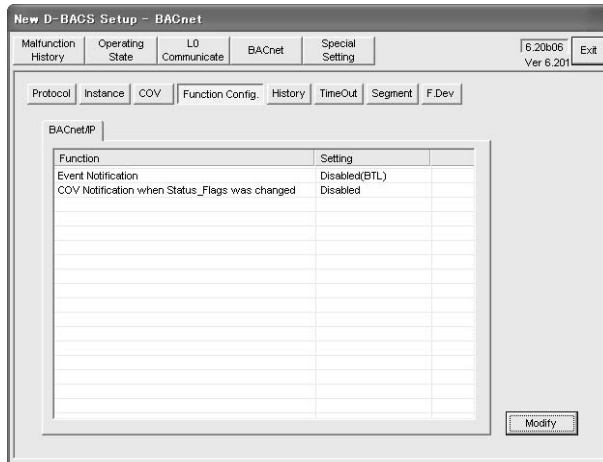 New D-BACS Setup - BACnet
Malfunction History
Operating State
L0 Communicate
BACnet
Special Setting
6.20b06
Ver 6.201
Exit
Protocol
Instance
COV
Function Config.
History
TimeOut
Segment
F.Dev
BACnet/IP
Function Setting
Event Notification Disabled(BTL)
COV Notification when Status_Flags was changed Disabled
Modify